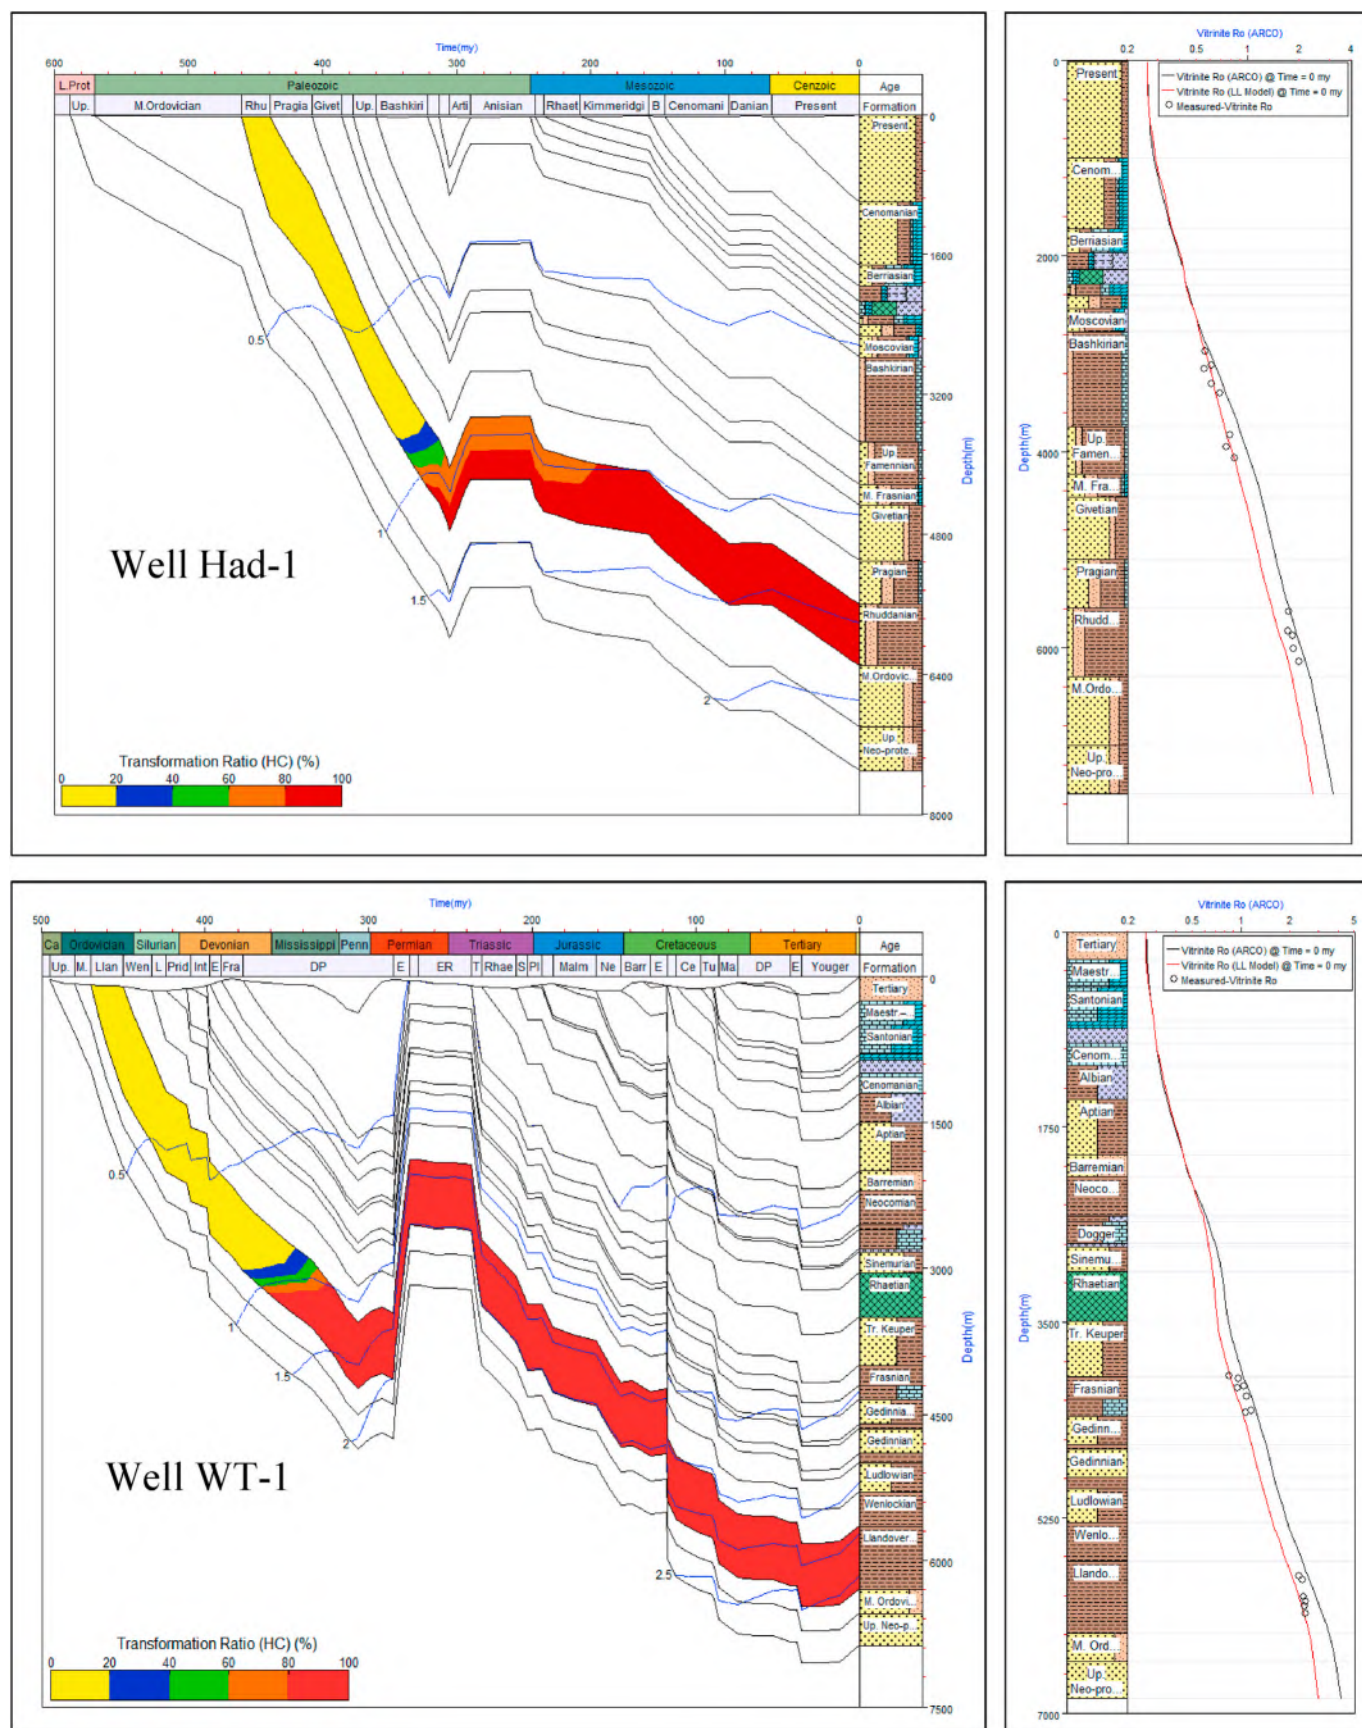 Time(my)
600 500 400 300 200 100 0
L.Prot Paleozoic Mesozoic Cenzoic Age
Up. M.Ordovician Rhu Pragia Givet Up. Bashkiri Arti Anisian Rhaet Kimmeridgi B Cenomani Danian Present Formation
0
Present
Cenomanian
1600
Berriasian
Moscovian
Bashkirian
3200
Up. Famennian
M. Frasnian
Givetian
4800
Pragian
Rhuddanian
6400
M.Ordovic...
Up. Neo-prote...
8000
Depth(m)
0.5
1
1.5
2
Well Had-1
Transformation Ratio (HC) (%)
0 20 40 60 80 100
Vitrinite Ro (ARCO)
0.2 0.5 1 2 4
Vitrinite Ro (ARCO) @ Time = 0 my
Vitrinite Ro (LL Model) @ Time = 0 my
Measured-Vitrinite Ro
0
Present
Cenom...
Berriasian
2000
Moscovian
Bashkirian
Up. Famen...
4000
M. Fra...
Givetian
Pragian
Rhudd...
6000
M.Ordo...
Up. Neo-pro...
Depth(m)
Time(my)
500 400 300 200 100 0
Ca Ordovician Silurian Devonian Mississippi Penn Permian Triassic Jurassic Cretaceous Tertiary Age
Up. M. Llan Wen L Prid Int E Fra DP E ER T Rhae S Pl Malm Ne Barr E Ce Tu Ma DP E Youger Formation
0
Tertiary
Maestr.–...
Santonian
Cenomanian
Albian
1500
Aptian
Barremian
Neocomian
Sinemurian
3000
Rhaetian
Tr. Keuper
Frasnian
Gedinnia...
4500
Gedinnian
Ludlowian
Wenlockian
Llandover
6000
M. Ordovi...
Up. Neo-p...
7500
Depth(m)
0.5
1
1.5
2
2.5
Well WT-1
Transformation Ratio (HC) (%)
0 20 40 60 80 100
Vitrinite Ro (ARCO)
0.2 0.5 1 2 5
Vitrinite Ro (ARCO) @ Time = 0 my
Vitrinite Ro (LL Model) @ Time = 0 my
Measured-Vitrinite Ro
0
Tertiary
Maestr...
Santonian
Cenom...
Albian
Aptian
1750
Barremian
Neoco...
Dogger
Sinemu...
Rhaetian
3500
Tr. Keuper
Frasnian
Gedinn...
Gedinnian
Ludlowian
5250
Wenlo...
Llando...
M. Ord...
Up. Neo-pro...
7000
Depth(m)